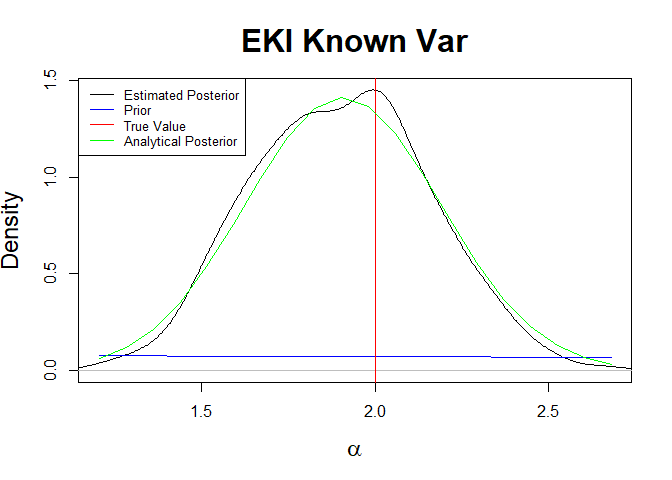 EKI Known Var
Estimated Posterior
Prior
True Value
Analytical Posterior
Density
0.0
0.5
1.0
1.5
1.5
2.0
2.5
α